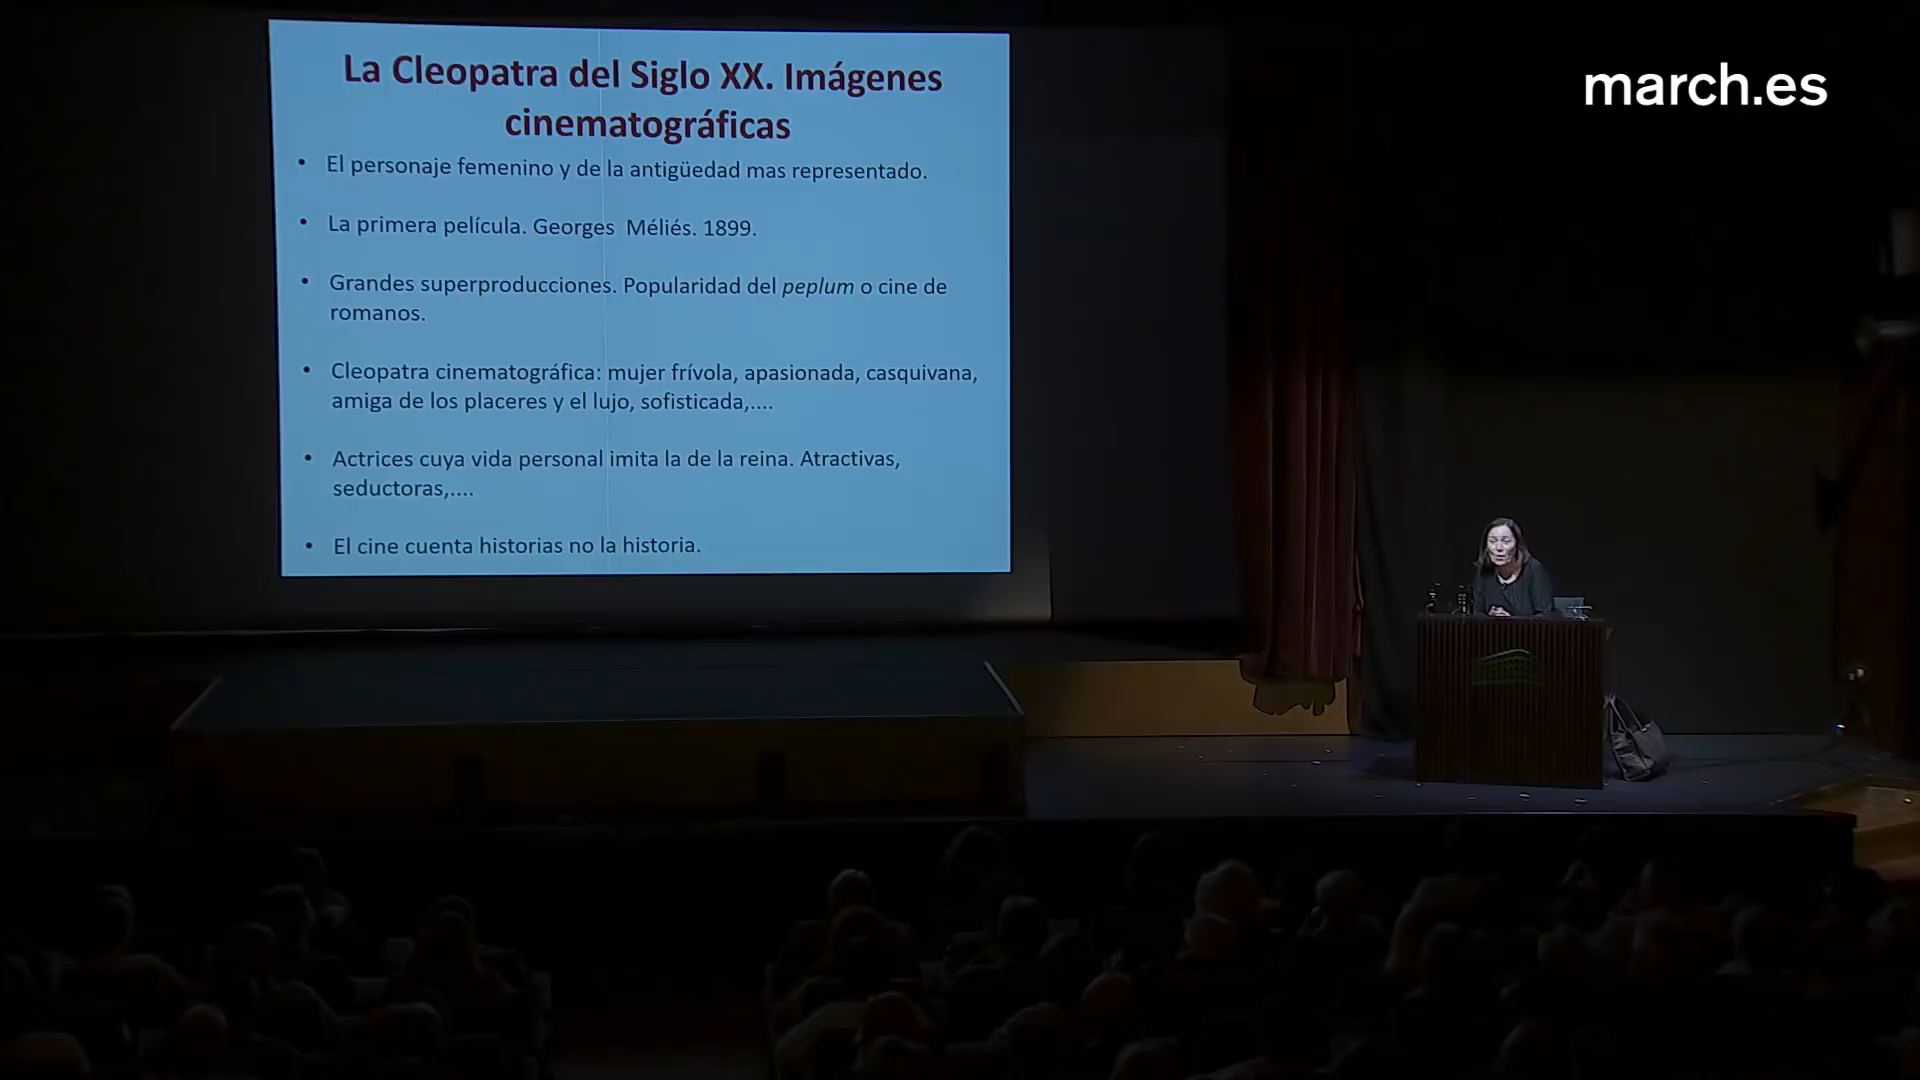 La Cleopatra del Siglo XX. Imágenes
cinematográficas
• El personaje femenino y de la antigüedad mas representado.
• La primera película. Georges Méliés. 1899.
• Grandes superproducciones. Popularidad del peplum o cine de
romanos.
• Cleopatra cinematográfica: mujer frívola, apasionada, casquivana,
amiga de los placeres y el lujo, sofisticada,....
• Actrices cuya vida personal imita la de la reina. Atractivas,
seductoras,....
• El cine cuenta historias no la historia.
march.es